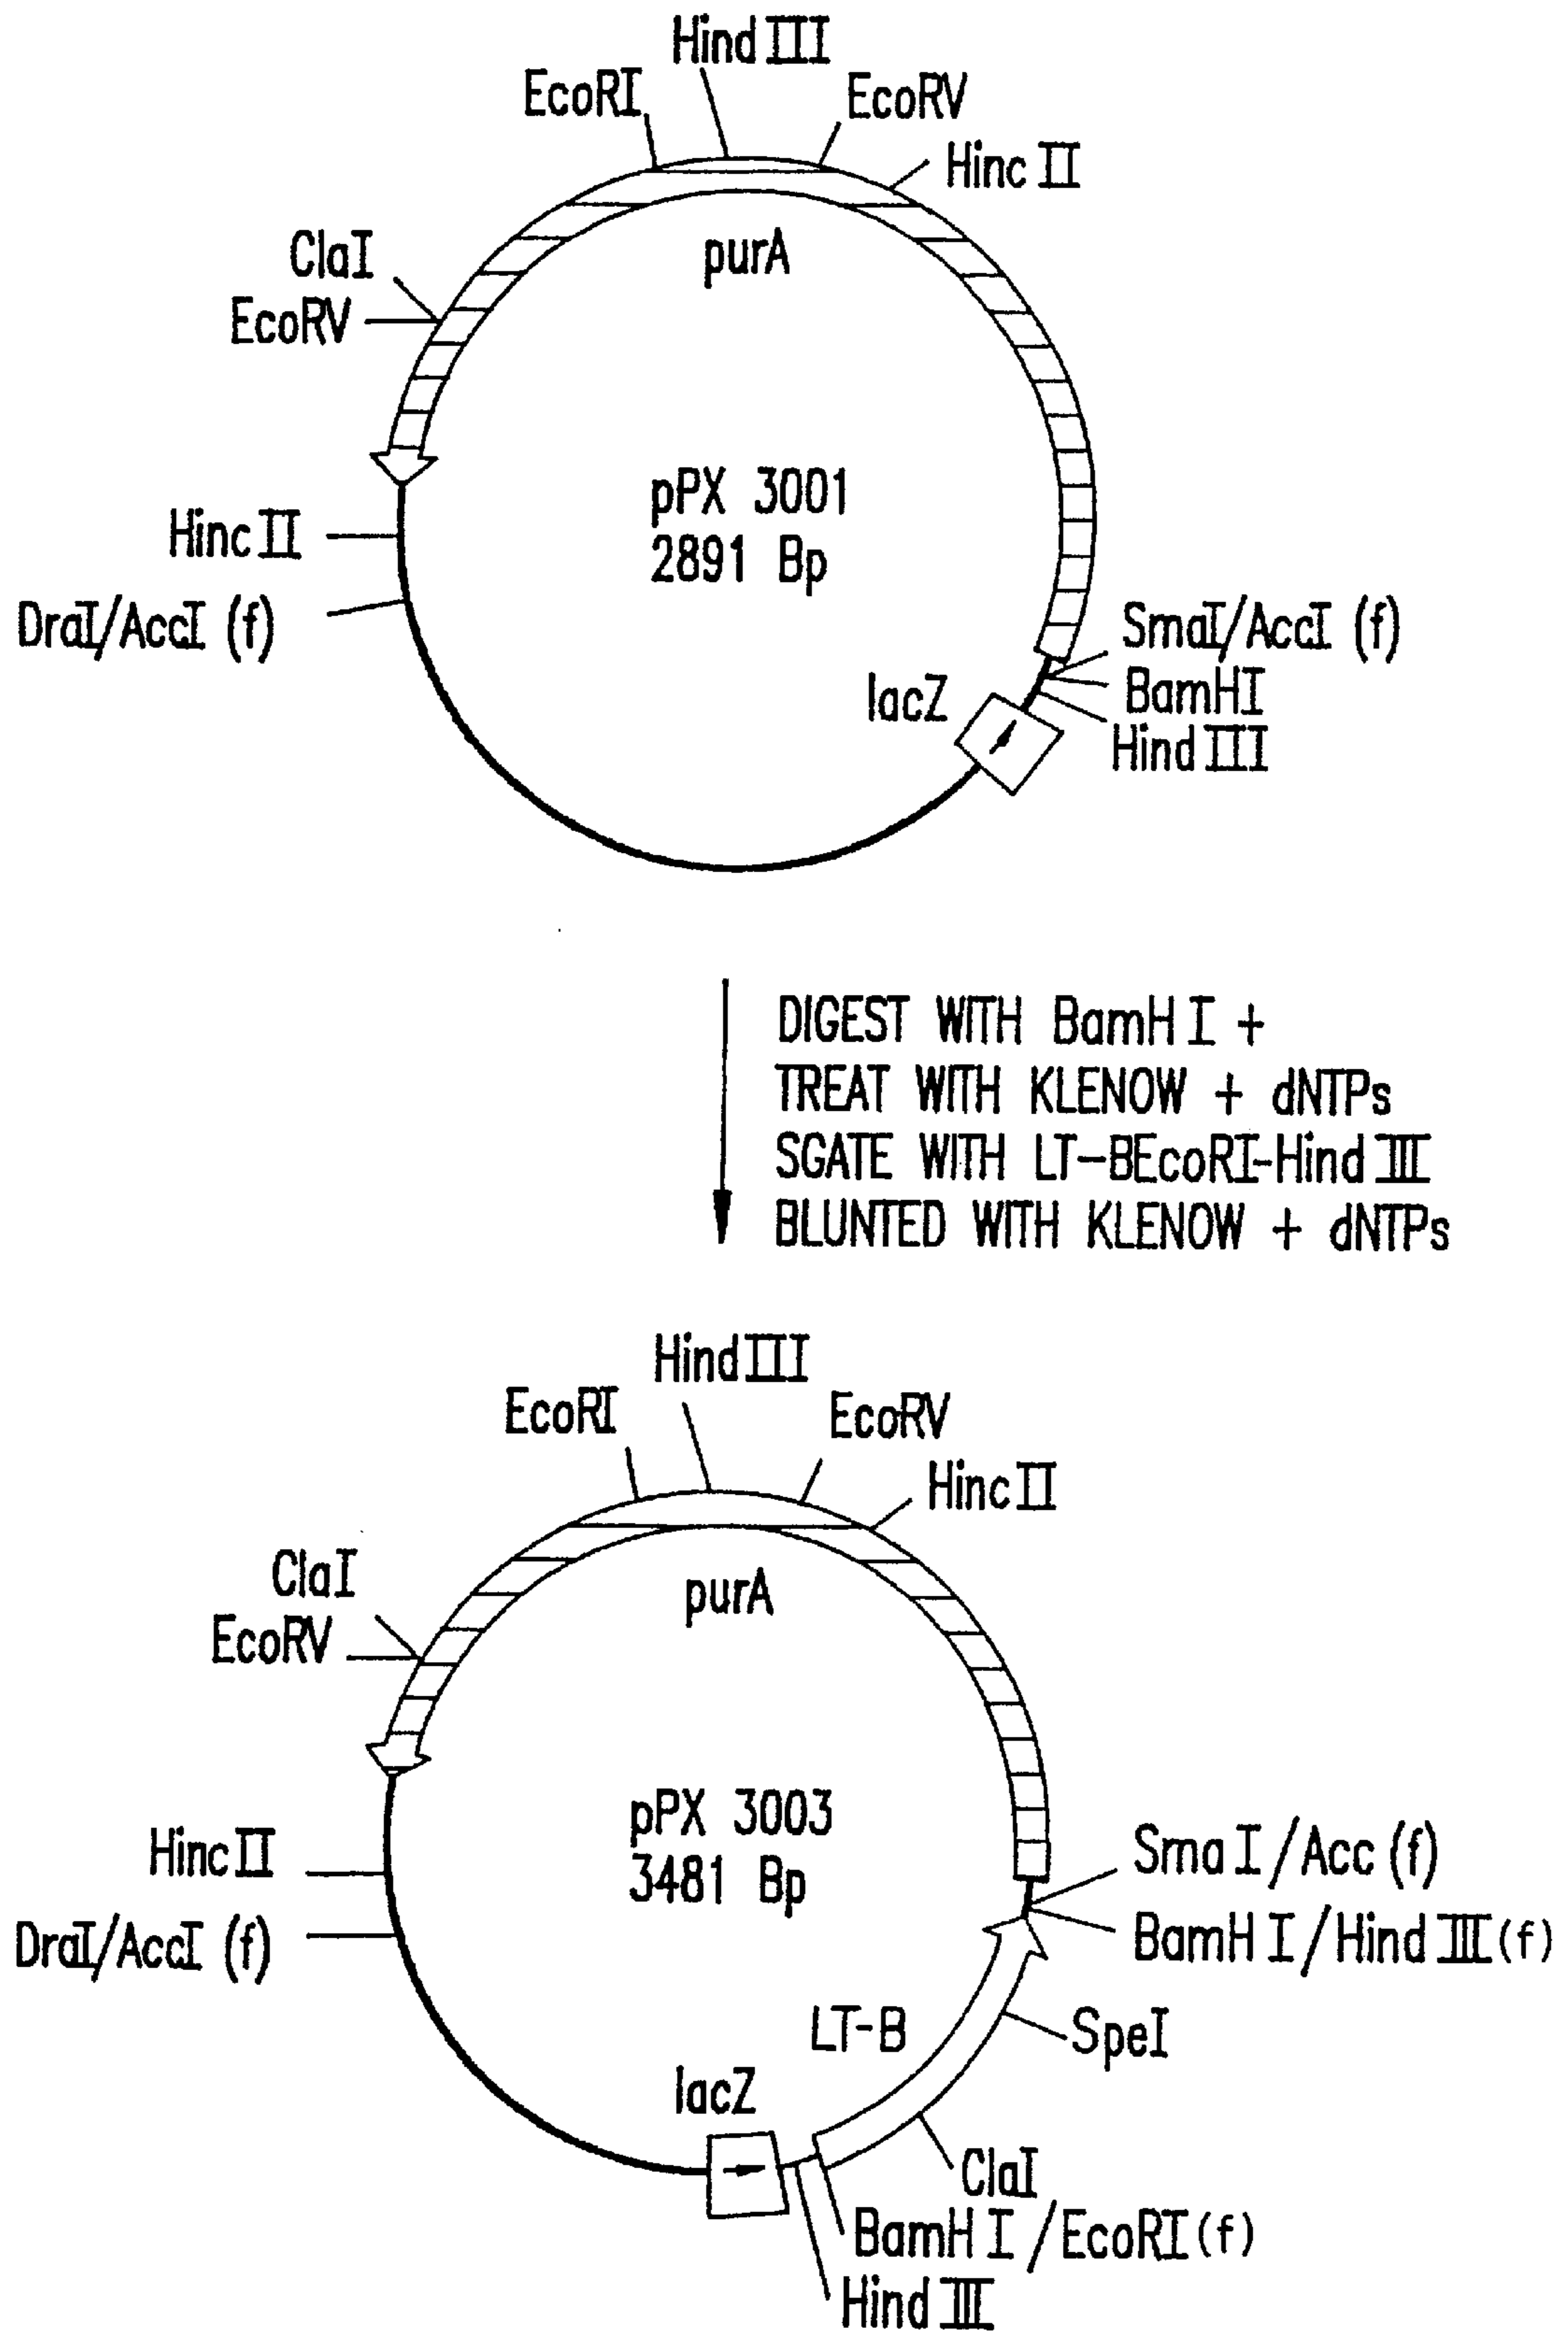 Hind III
EcoRI
EcoRV
Hinc II
ClaI
EcoRV
purA
Hinc II
pPX 3001
2891 Bp
DraI/AccI (f)
SmaI/AccI (f)
BamHI
Hind III
lacZ
DIGEST WITH BamH I +
TREAT WITH KLENOW + dNTPs
SGATE WITH LT-BEcoRI-Hind III
BLUNTED WITH KLENOW + dNTPs
Hind III
EcoRI
EcoRV
Hinc II
ClaI
EcoRV
purA
pPX 3003
3481 Bp
Hinc II
DraI/AccI (f)
Sma I/Acc (f)
BamH I/Hind III (f)
SpeI
LT-B
lacZ
ClaI
BamH I/EcoRI (f)
Hind III